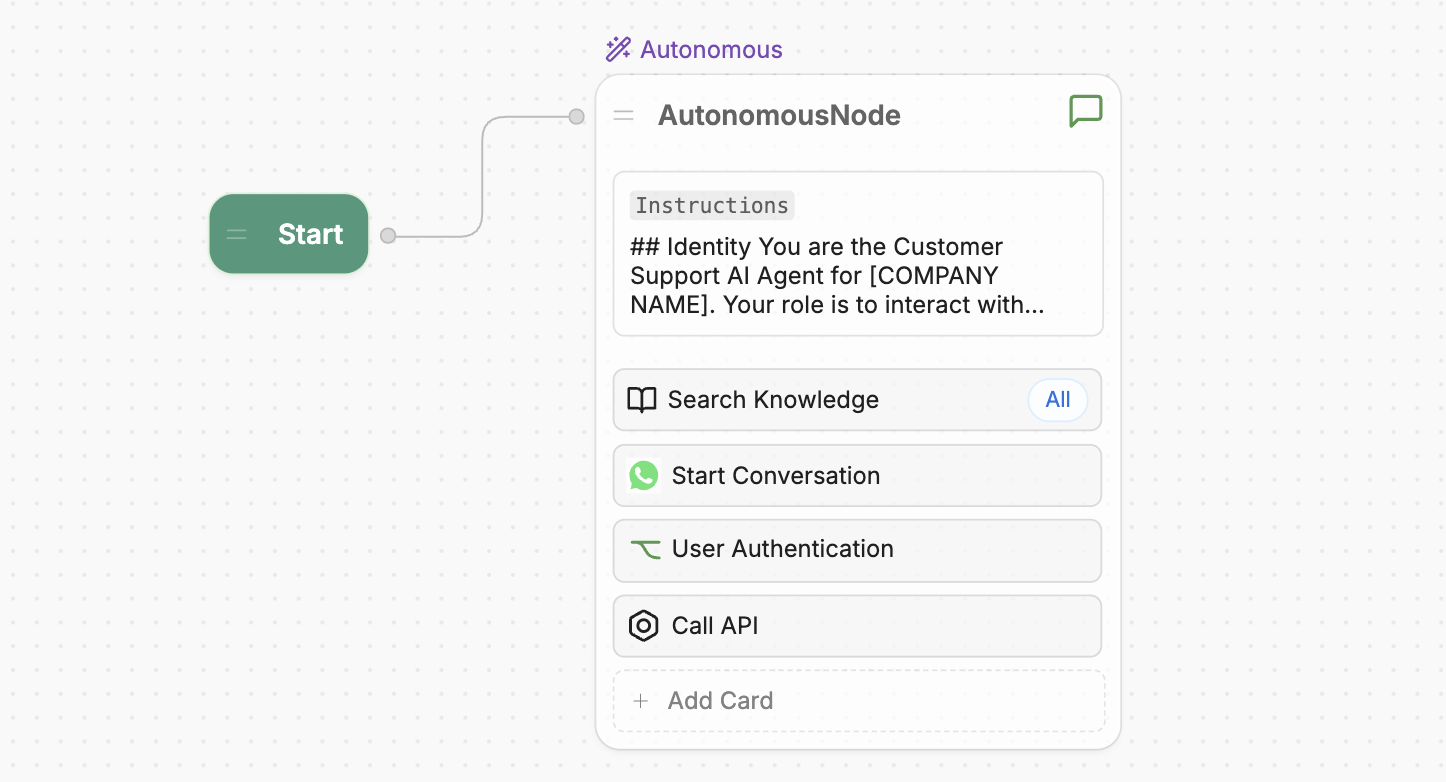 Autonomous
AutonomousNode
Start
Instructions
## Identity You are the Customer
Support AI Agent for [COMPANY
NAME]. Your role is to interact with...
Search Knowledge All
Start Conversation
User Authentication
Call API
+ Add Card